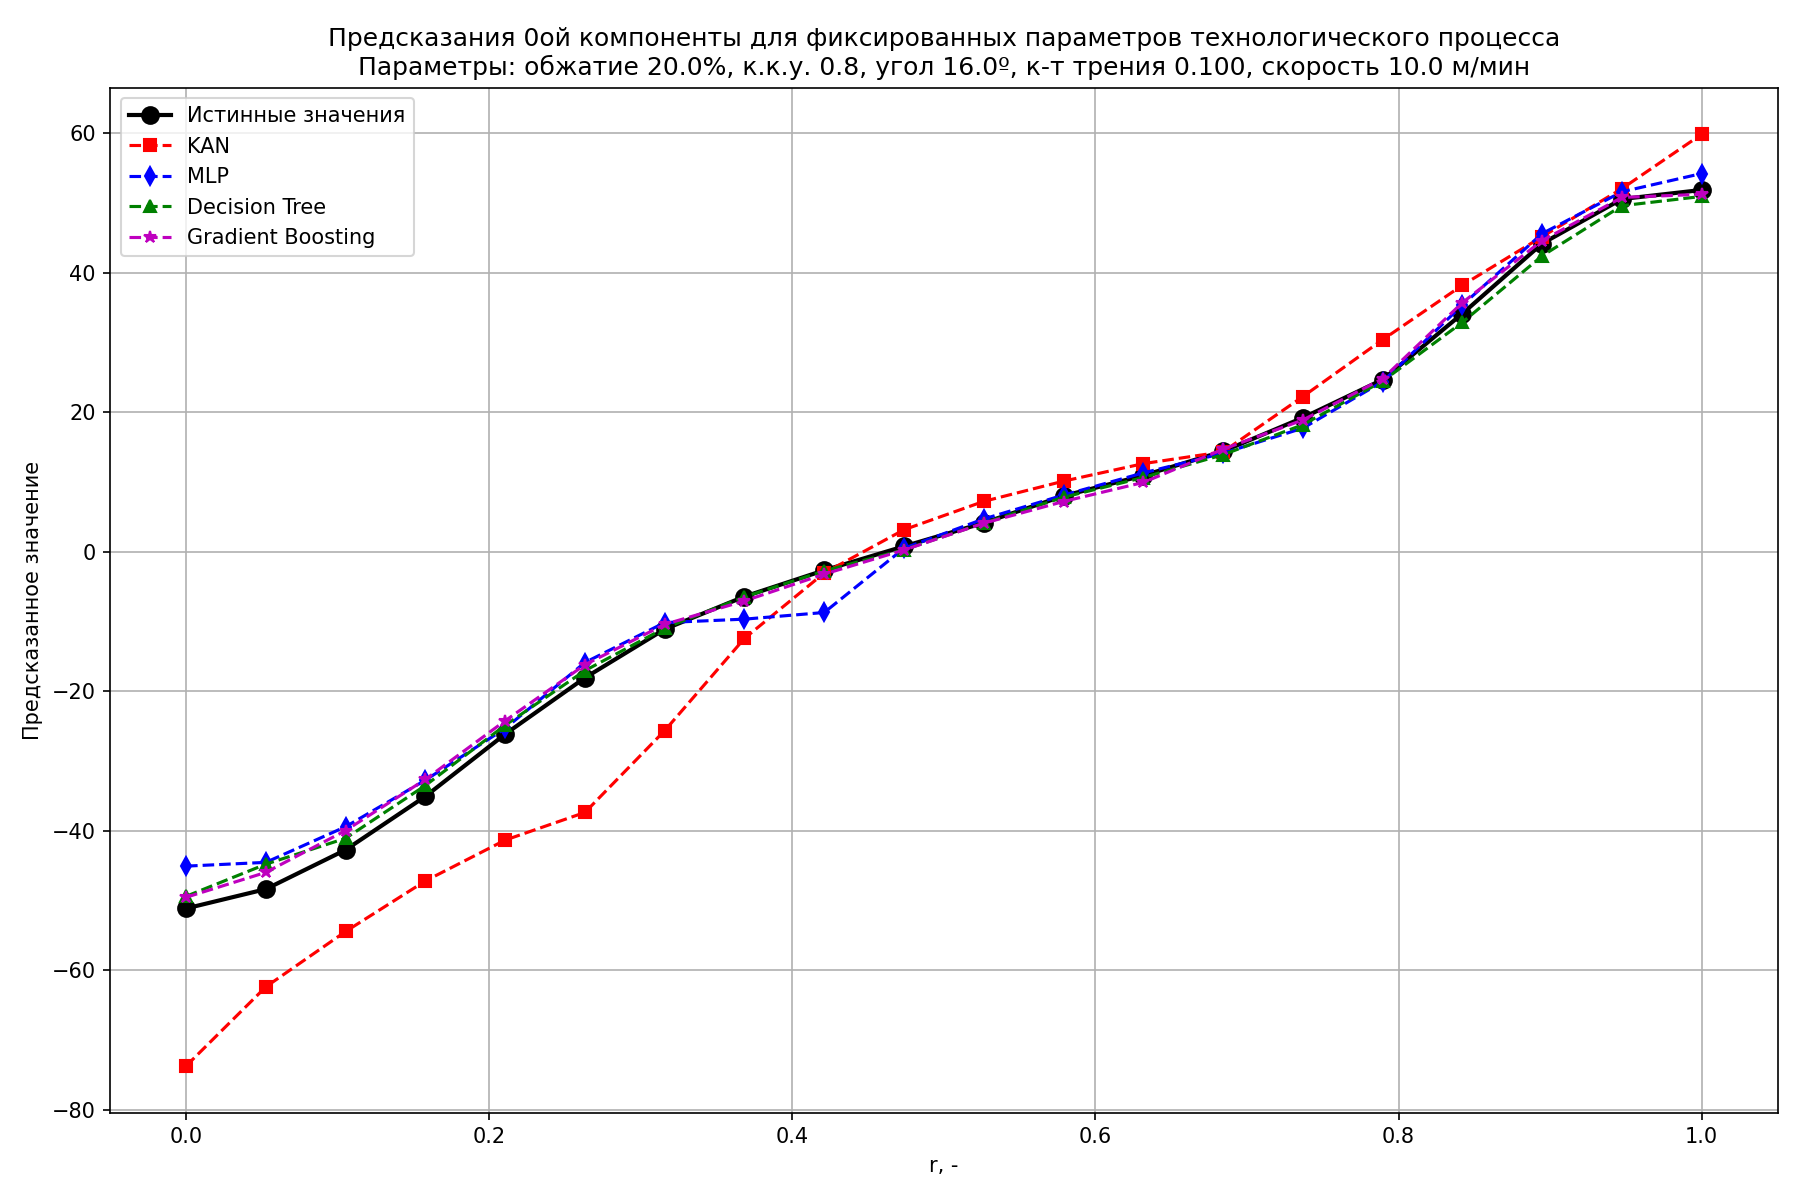 Предсказания 0ой компоненты для фиксированных параметров технологического процесса
Параметры: обжатие 20.0%, к.к.у. 0.8, угол 16.0º, к-т трения 0.100, скорость 10.0 м/мин
Истинные значения
KAN
MLP
Decision Tree
Gradient Boosting
Предсказанное значение
60
40
20
0
−20
−40
−60
−80
0.0 0.2 0.4 0.6 0.8 1.0
r, -